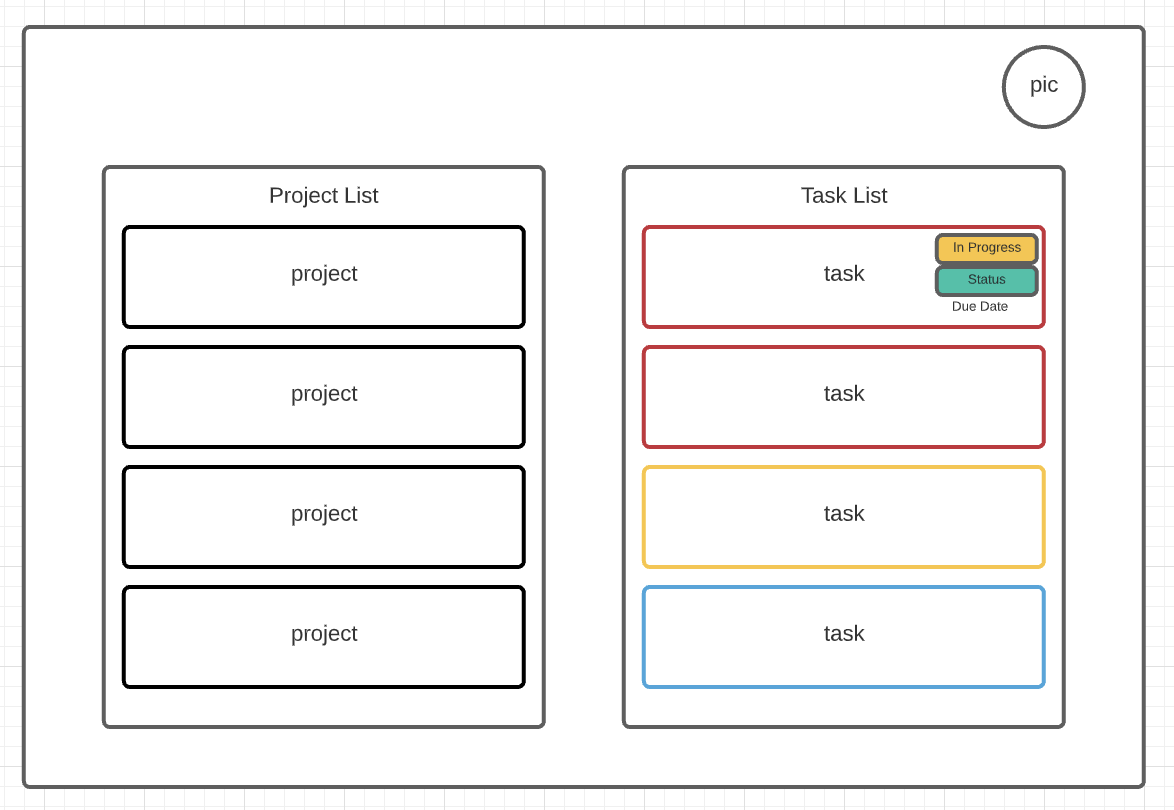 pic
Project List
project
project
project
project
Task List
task
In Progress
Status
Due Date
task
task
task